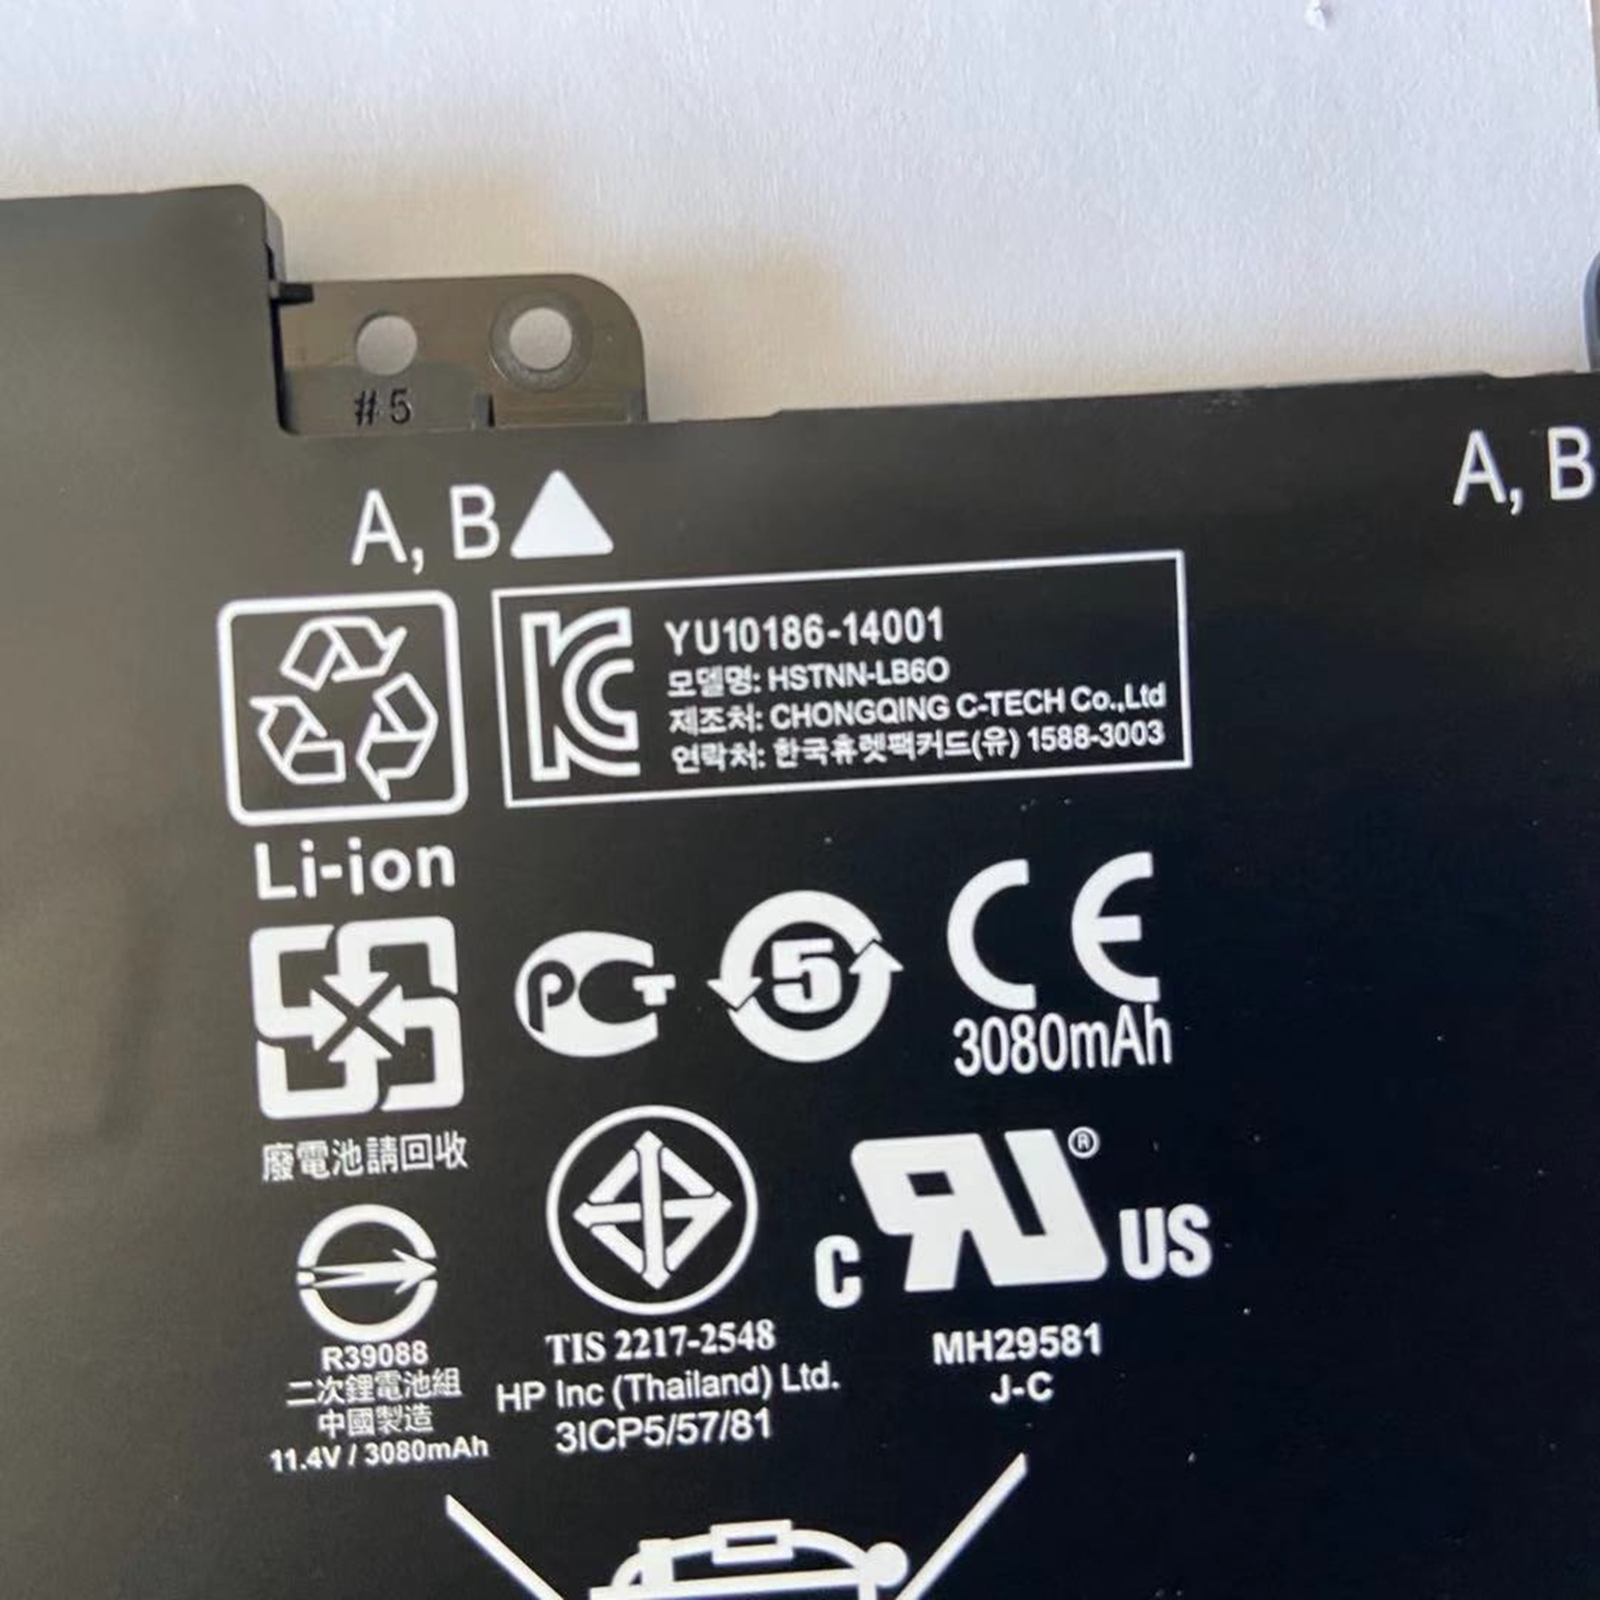 #5
A, B
A, B
YU10186-14001
모델명: HSTNN-LB6O
제조처: CHONGQING C-TECH Co.,Ltd
연락처: 한국휴렛팩커드(유) 1588-3003
Li-ion
PCT
5
CE
3080mAh
廢電池請回收
c RU® US
R39088
二次鋰電池組
中國製造
11.4V / 3080mAh
TIS 2217-2548
HP Inc (Thailand) Ltd.
3ICP5/57/81
MH29581
J-C